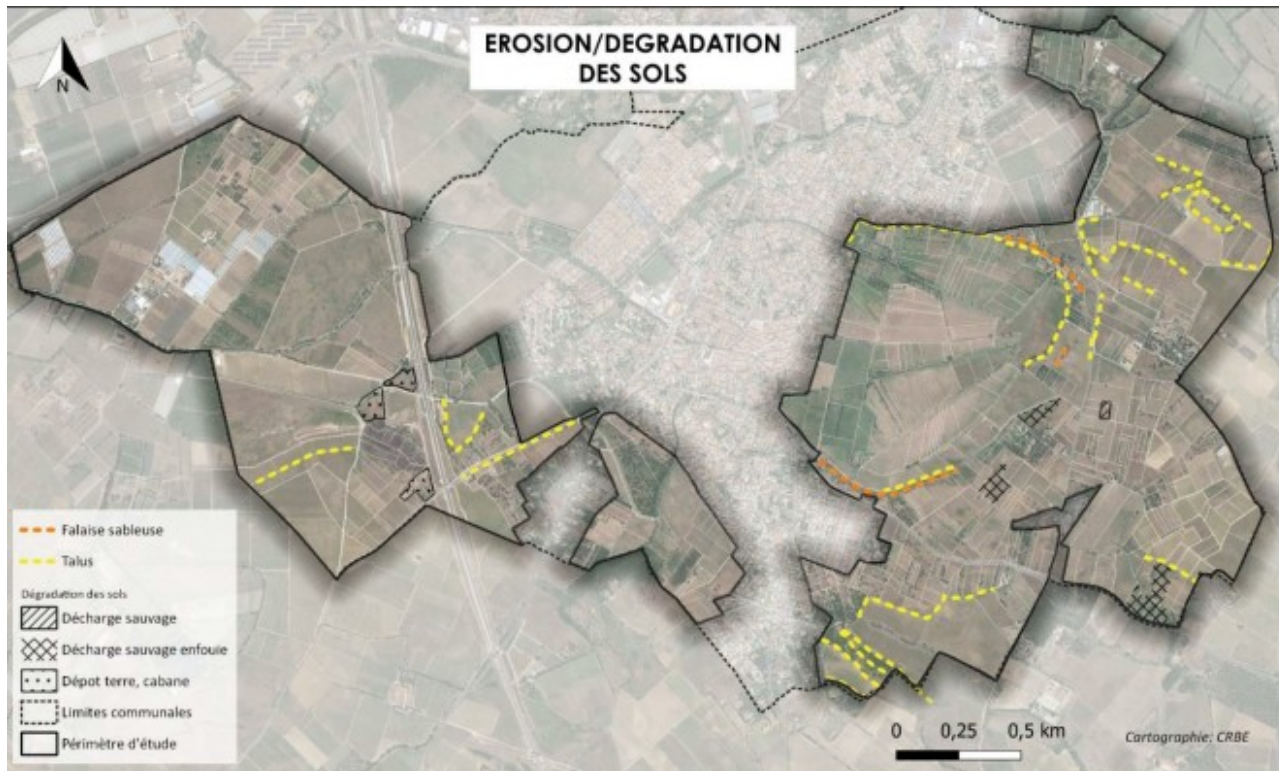 EROSION/DEGRADATION
DES SOLS
N
Falaise sableuse
Talus
Dégradation des sols
Décharge sauvage
Décharge sauvage enfouie
Dépot terre, cabane
Limites communales
Périmètre d'étude
0 0,25 0,5 km
Cartographie: CRBE